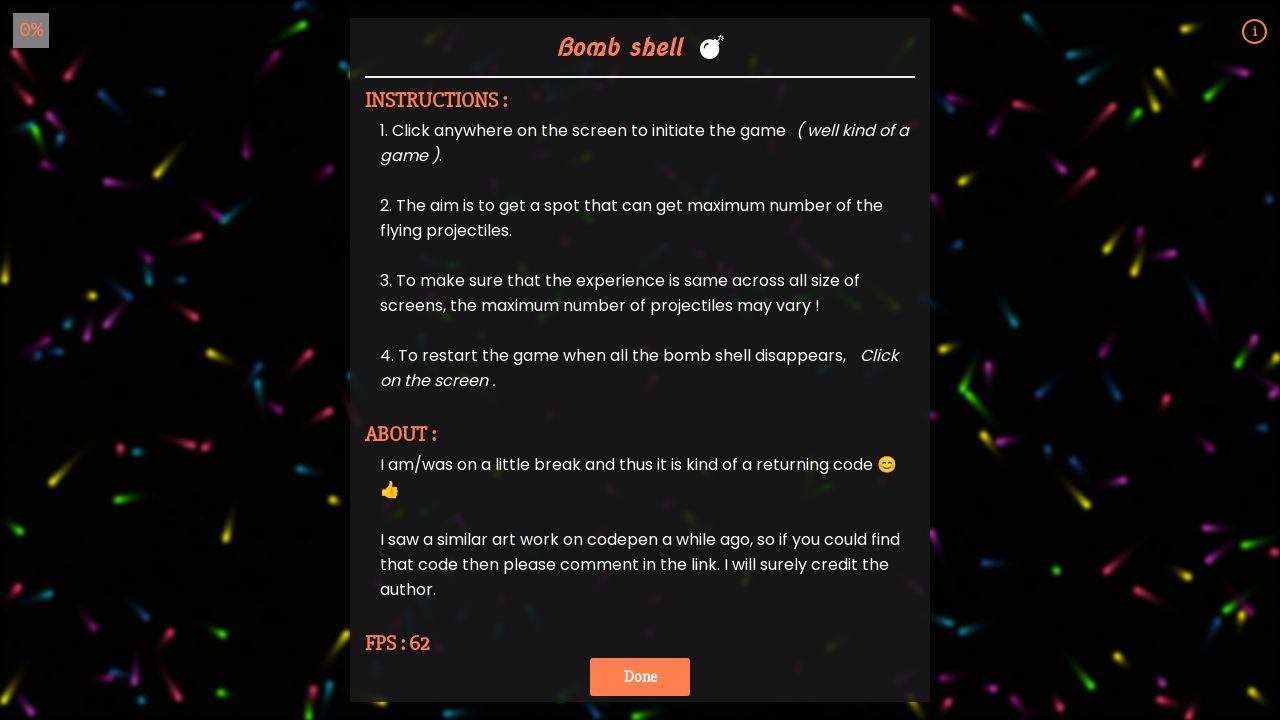 0%
i
Bomb shell 💣
INSTRUCTIONS :
1. Click anywhere on the screen to initiate the game ( well kind of a
game ).
2. The aim is to get a spot that can get maximum number of the
flying projectiles.
3. To make sure that the experience is same across all size of
screens, the maximum number of projectiles may vary !
4. To restart the game when all the bomb shell disappears, Click
on the screen .
ABOUT :
I am/was on a little break and thus it is kind of a returning code 😊
👍
I saw a similar art work on codepen a while ago, so if you could find
that code then please comment in the link. I will surely credit the
author.
FPS : 62
Done